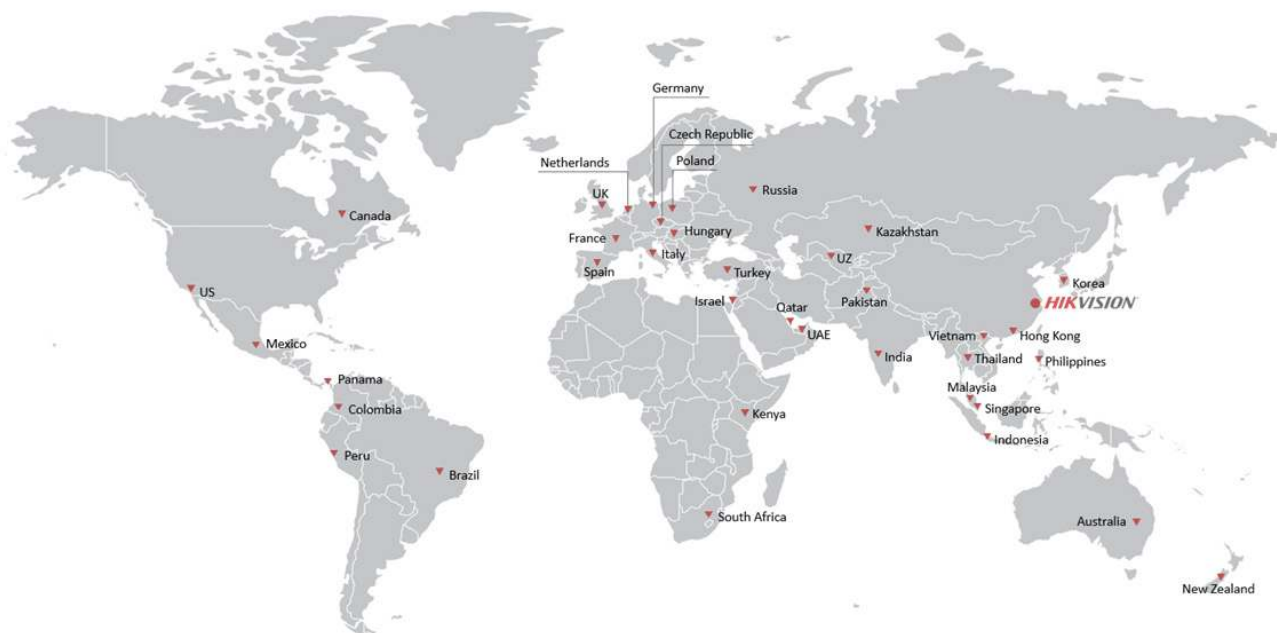 Germany
Czech Republic
Netherlands
Poland
UK
Russia
Canada
Kazakhstan
France
Hungary
Italy
UZ
Spain
Turkey
Korea
US
Israel
Pakistan
HIKVISION
Qatar
UAE
Vietnam
Hong Kong
Mexico
India
Thailand
Philippines
Panama
Malaysia
Colombia
Singapore
Kenya
Indonesia
Peru
Brazil
South Africa
Australia
New Zealand